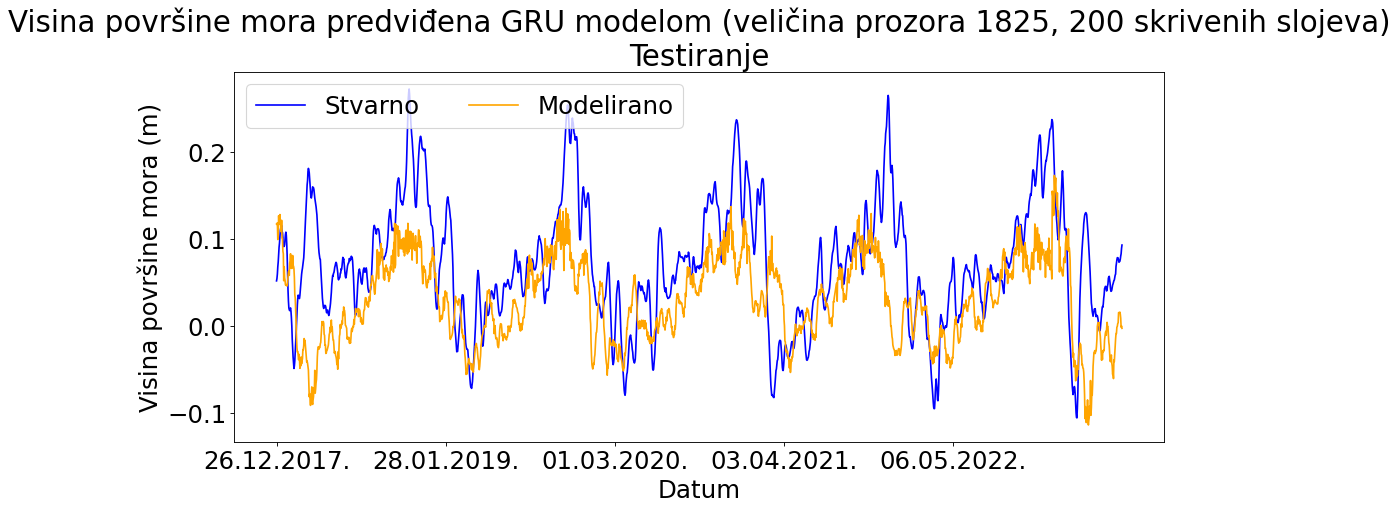 Visina površine mora predviđena GRU modelom (veličina prozora 1825, 200 skrivenih slojeva)
Testiranje
Stvarno
Modelirano
Visina površine mora (m)
0.2
0.1
0.0
−0.1
26.12.2017.
28.01.2019.
01.03.2020.
03.04.2021.
06.05.2022.
Datum